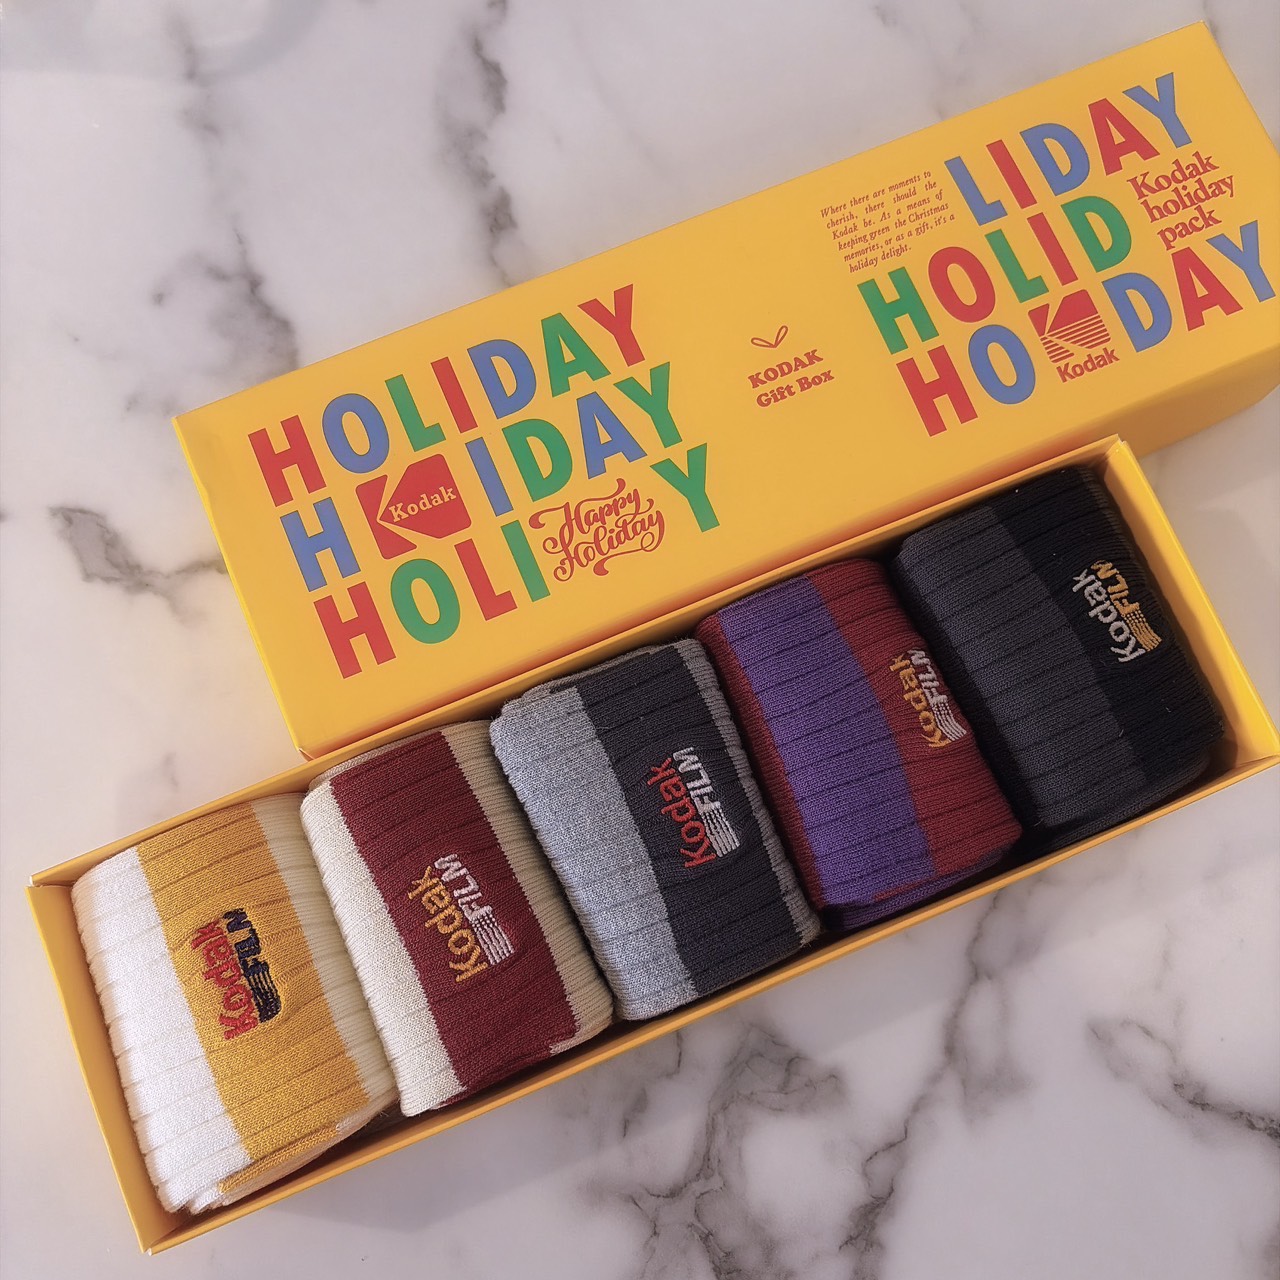 HOLIDAY
H Kodak IDAY
HOLI Happy Holiday Y
KODAK
Gift Box
Where there are moments to
cherish, there should the
Kodak be. As a means of
keeping green the Christmas
memories, or as a gift, it's a
holiday delight.
LIDAY
HOLID
Kodak
holiday
pack
HO DAY
Kodak
Kodak
FILM
Kodak
FILM
Kodak
FILM
Kodak
FILM
Kodak
FILM